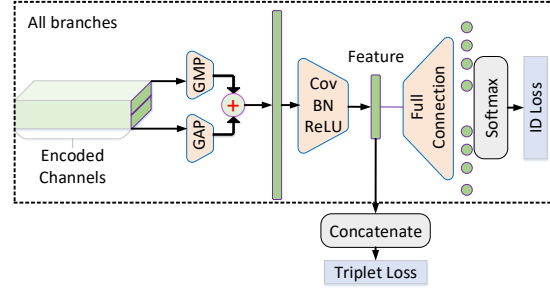 All branches
GMP
GAP
+
Encoded
Channels
Cov
BN
ReLU
Feature
Full
Connection
Softmax
ID Loss
Concatenate
Triplet Loss